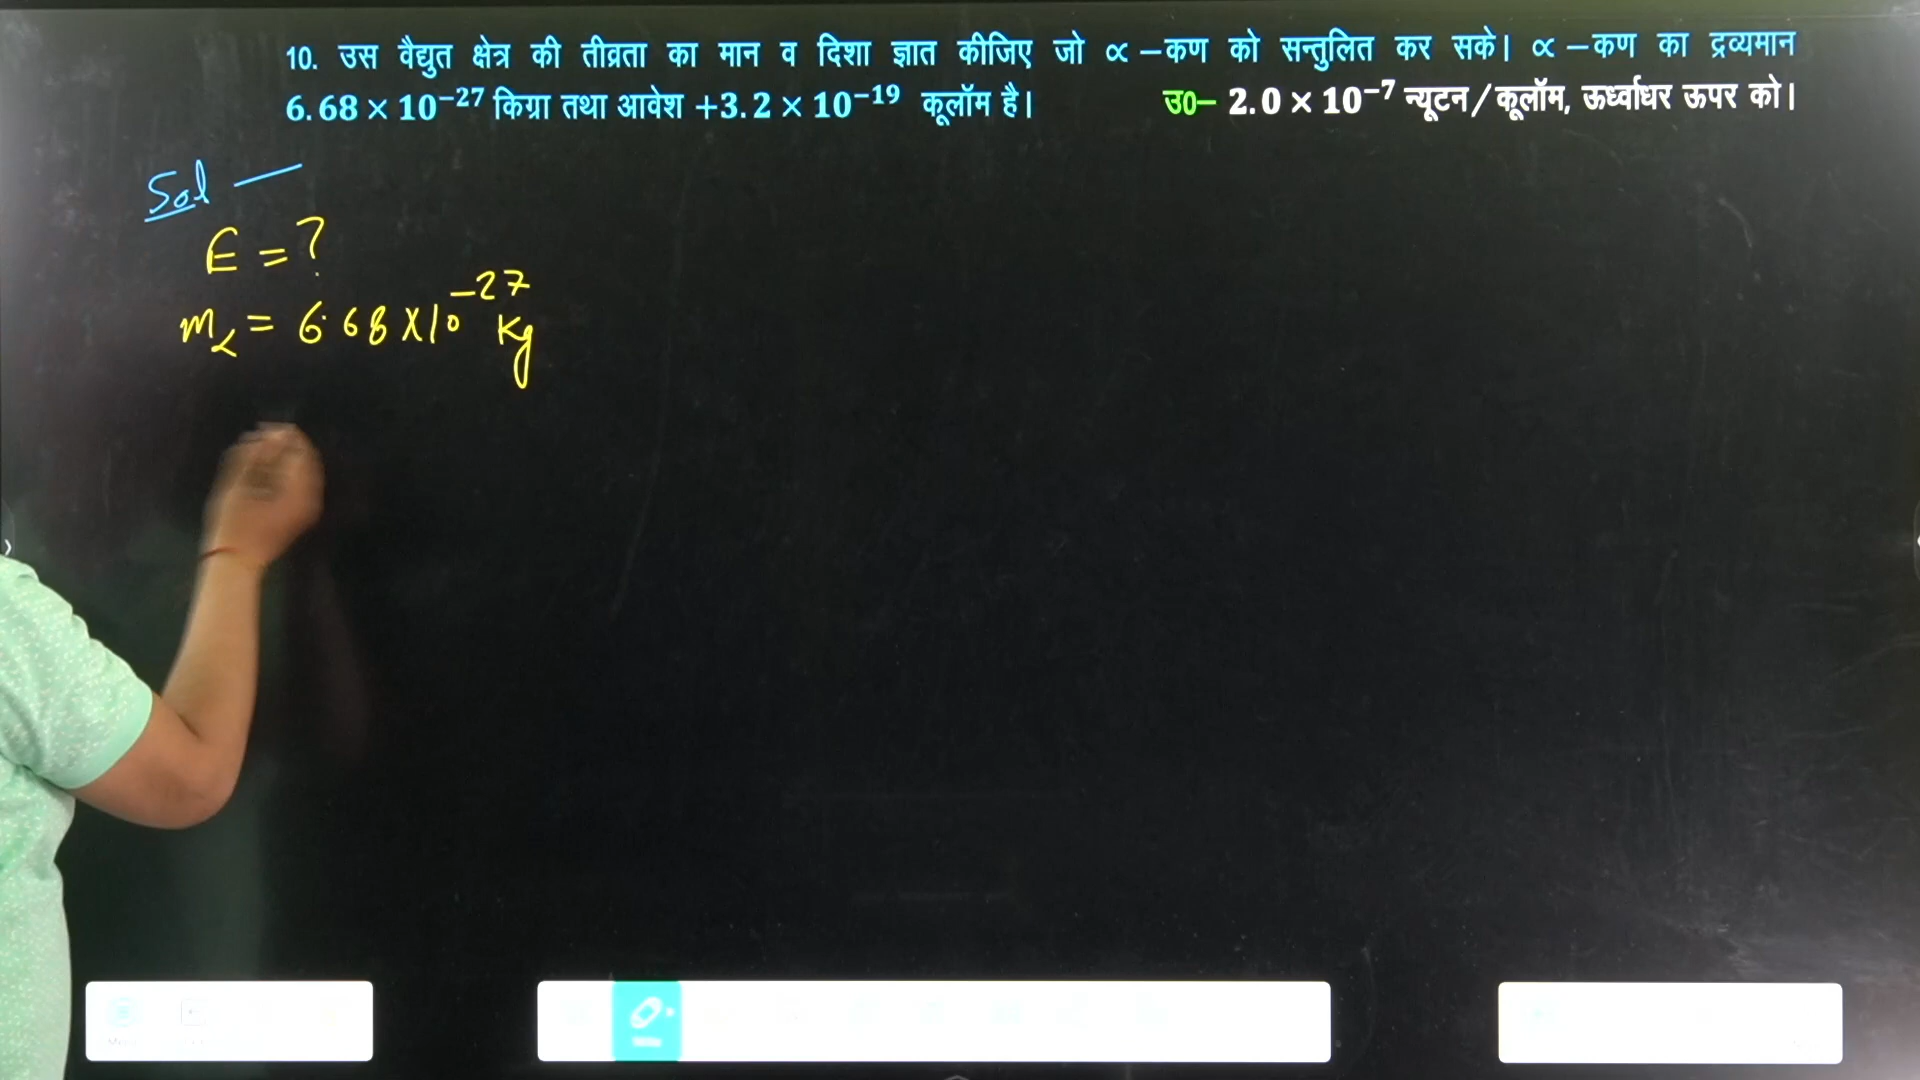 10. उस वैद्युत क्षेत्र की तीव्रता का मान व दिशा ज्ञात कीजिए जो ∝ −कण को सन्तुलित कर सके। ∝ −कण का द्रव्यमान
6.68 × 10⁻²⁷ किग्रा तथा आवेश +3.2 × 10⁻¹⁹ कूलॉम है। उ0− 2.0 × 10⁻⁷ न्यूटन/कूलॉम, ऊर्ध्वाधर ऊपर को।
Sol —
E = ?
m∝ = 6.68 × 10⁻²⁷ Kg